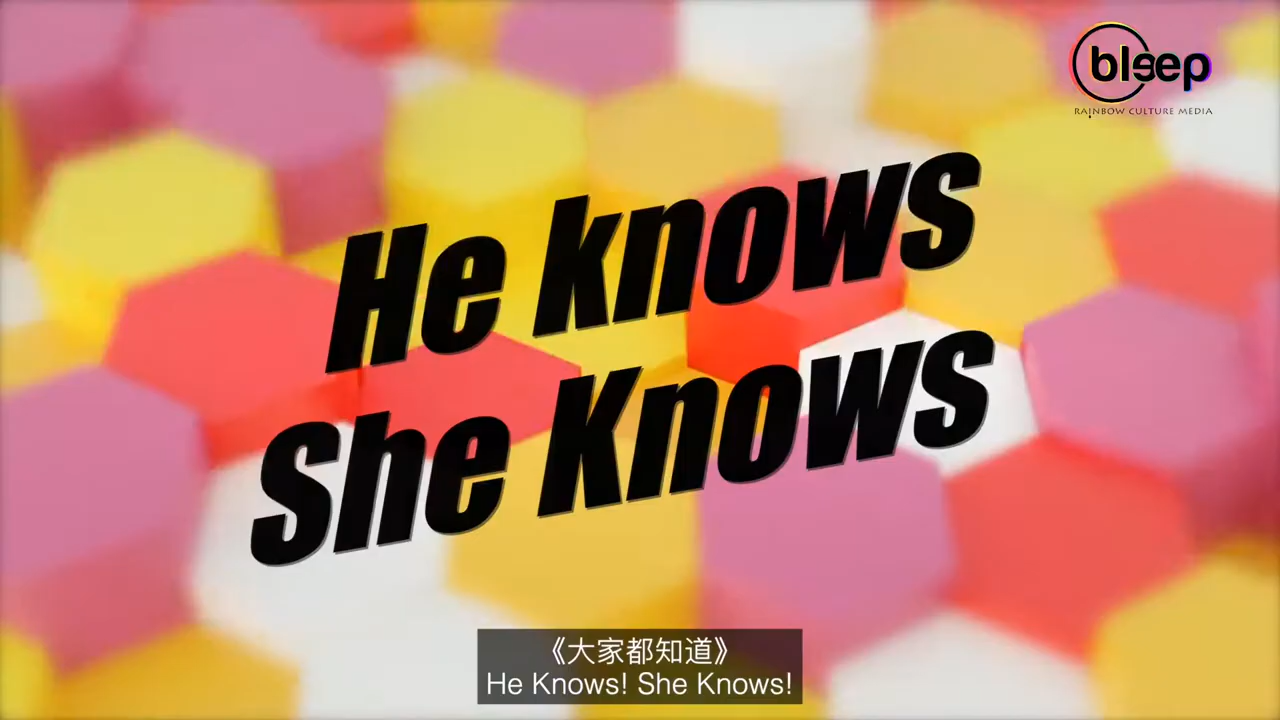 bleep
RAINBOW CULTURE MEDIA
He knows
She Knows
《大家都知道》
He Knows! She Knows!